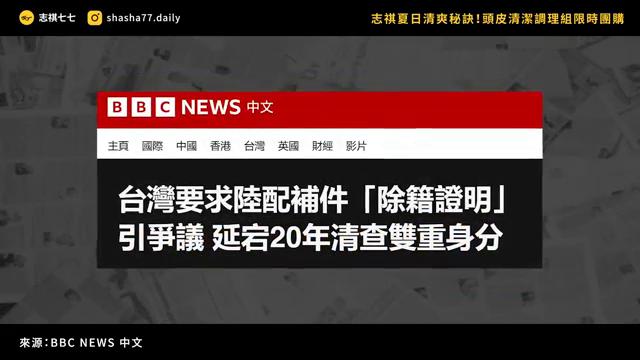 志祺七七 shasha77.daily 志祺夏日清爽秘訣!頭皮清潔調理組限時團購
BBC NEWS 中文
主頁 國際 中國 香港 台灣 英國 財經 影片
台灣要求陸配補件「除籍證明」
引爭議 延宕20年清查雙重身分
來源:BBC NEWS 中文